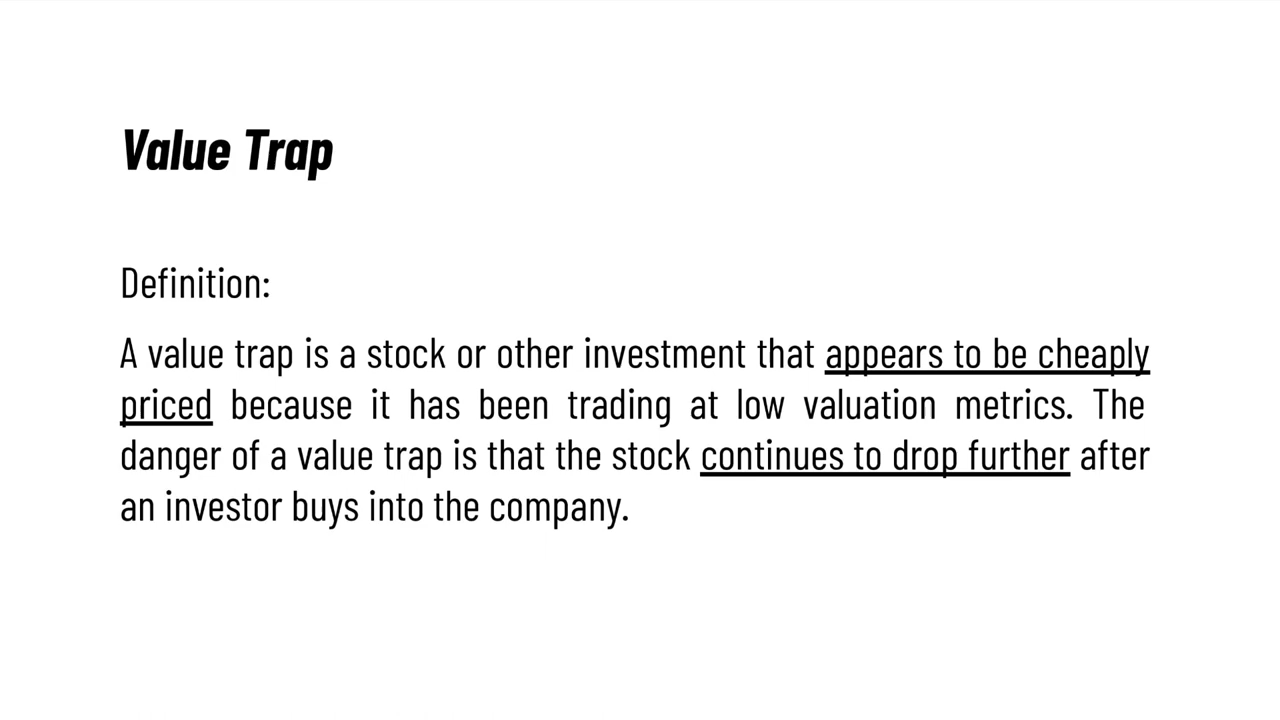 Value Trap
Definition:
A value trap is a stock or other investment that appears to be cheaply
priced because it has been trading at low valuation metrics. The
danger of a value trap is that the stock continues to drop further after
an investor buys into the company.